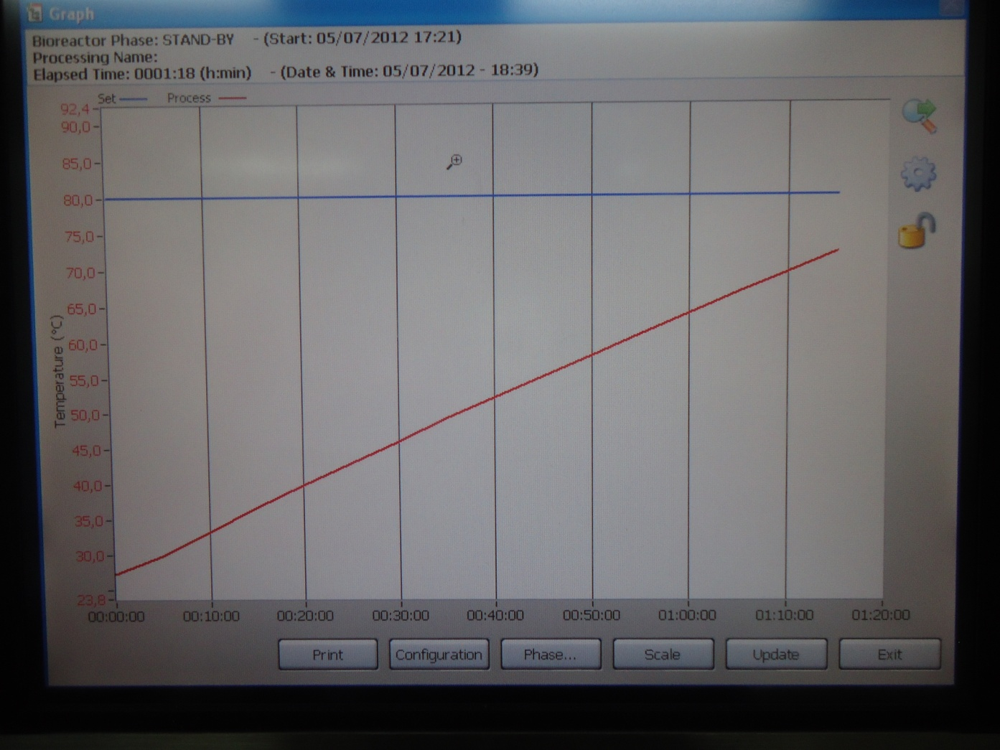 Graph
Bioreactor Phase: STAND-BY - (Start: 05/07/2012 17:21)
Processing Name:
Elapsed Time: 0001:18 (h:min) - (Date & Time: 05/07/2012 - 18:39)
Set Process
92,4
90,0
85,0
80,0
75,0
70,0
65,0
60,0
55,0
50,0
45,0
40,0
35,0
30,0
23,8
Temperature (°C)
00:00:00 00:10:00 00:20:00 00:30:00 00:40:00 00:50:00 01:00:00 01:10:00 01:20:00
Print Configuration Phase... Scale Update Exit